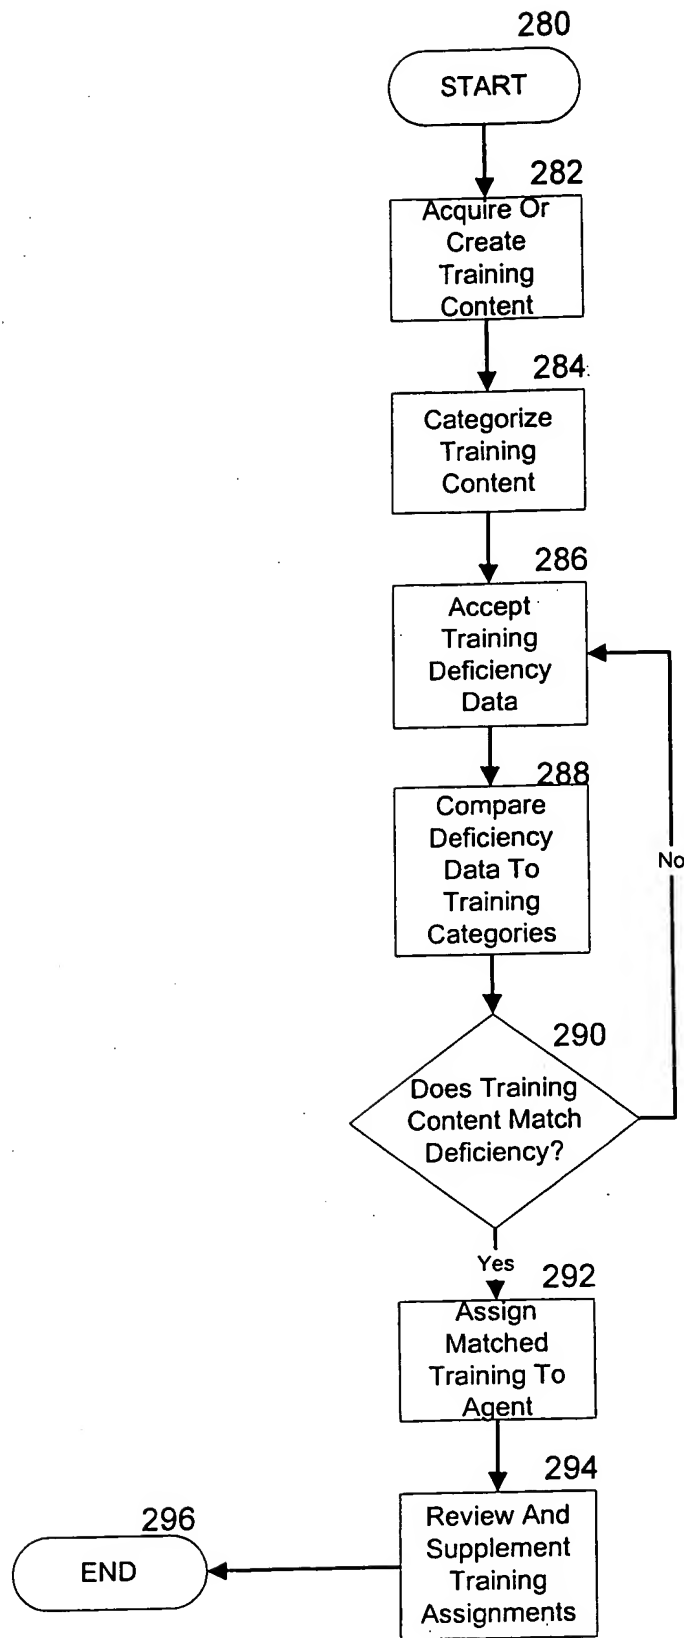 280
START
282
Acquire Or
Create
Training
Content
284
Categorize
Training
Content
286
Accept
Training
Deficiency
Data
288
Compare
Deficiency
Data To
Training
Categories
No
290
Does Training
Content Match
Deficiency?
Yes
292
Assign
Matched
Training To
Agent
294
Review And
Supplement
Training
Assignments
296
END